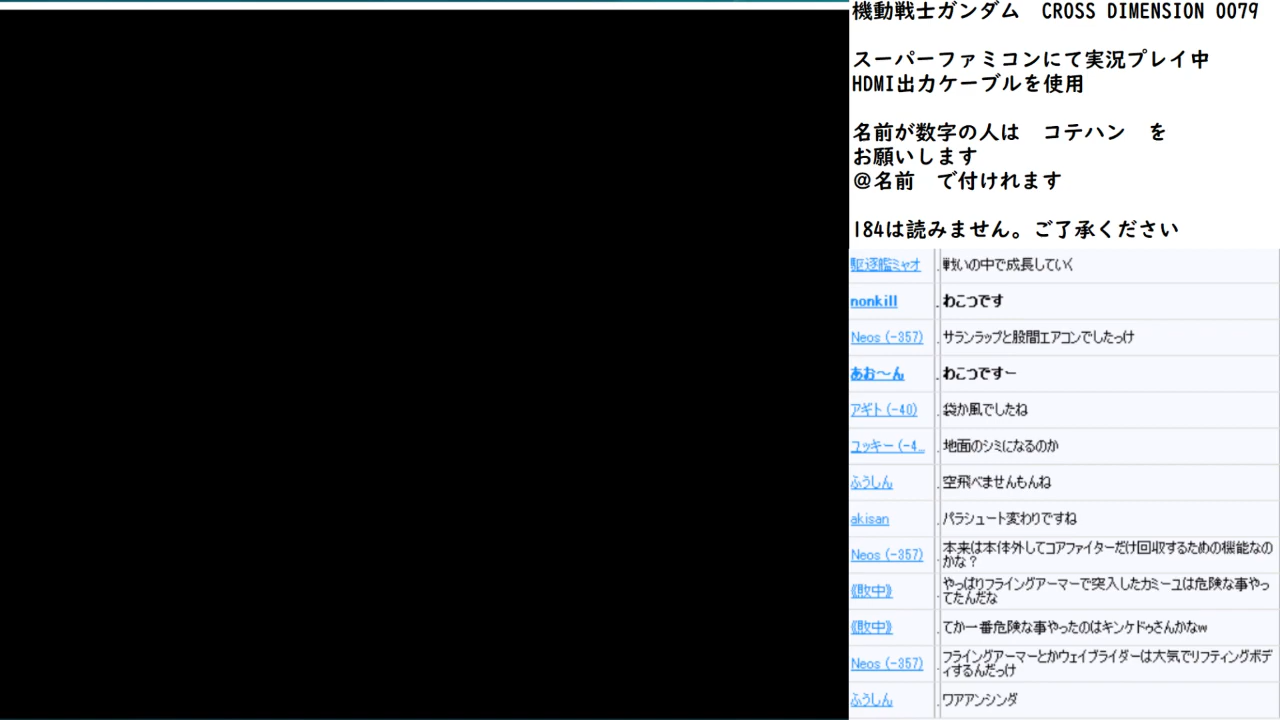 機動戦士ガンダム　CROSS DIMENSION 0079
スーパーファミコンにて実況プレイ中
HDMI出力ケーブルを使用
名前が数字の人は　コテハン　を
お願いします
＠名前　で付けれます
184は読みません。ご了承ください
駆逐艦ミャオ 戦いの中で成長していく
nonkill わこつです
Neos (-357) サランラップと股間エアコンでしたっけ
あお～ん わこつですー
アギト (-40) 袋か風でしたね
ユッキー (-4... 地面のシミになるのか
ふうしん 空飛べませんもんね
akisan パラシュート変わりですね
Neos (-357) 本来は本体外してコアファイターだけ回収するための機能なの
かな？
《敗中》 やっぱりフライングアーマーで突入したカミーユは危険な事やっ
てたんだな
《敗中》 てか一番危険な事やったのはキンケドゥさんかなw
Neos (-357) フライングアーマーとかウェイブライダーは大気でリフティングボデ
ィするんだっけ
ふうしん ワアアンシンダ